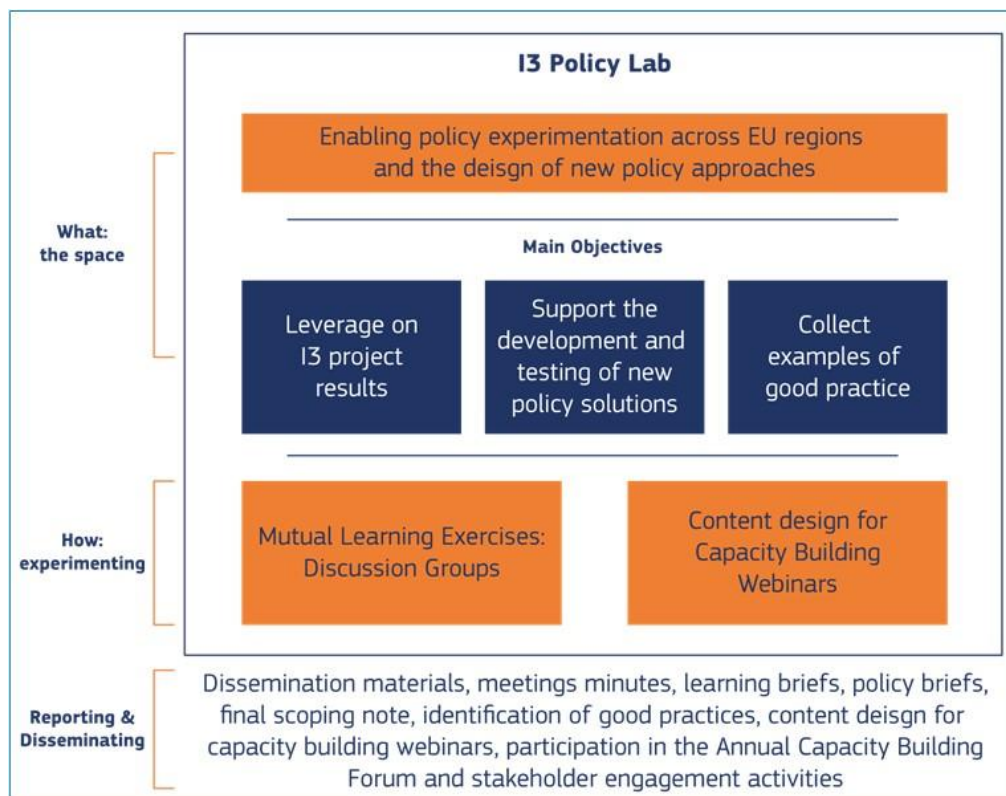 I3 Policy Lab
Enabling policy experimentation across EU regions
and the deisgn of new policy approaches
What:
the space
Main Objectives
Leverage on
I3 project
results
Support the
development and
testing of new
policy solutions
Collect
examples of
good practice
How:
experimenting
Mutual Learning Exercises:
Discussion Groups
Content design for
Capacity Building
Webinars
Reporting &
Disseminating
Dissemination materials, meetings minutes, learning briefs, policy briefs,
final scoping note, identification of good practices, content deisgn for
capacity building webinars, participation in the Annual Capacity Building
Forum and stakeholder engagement activities